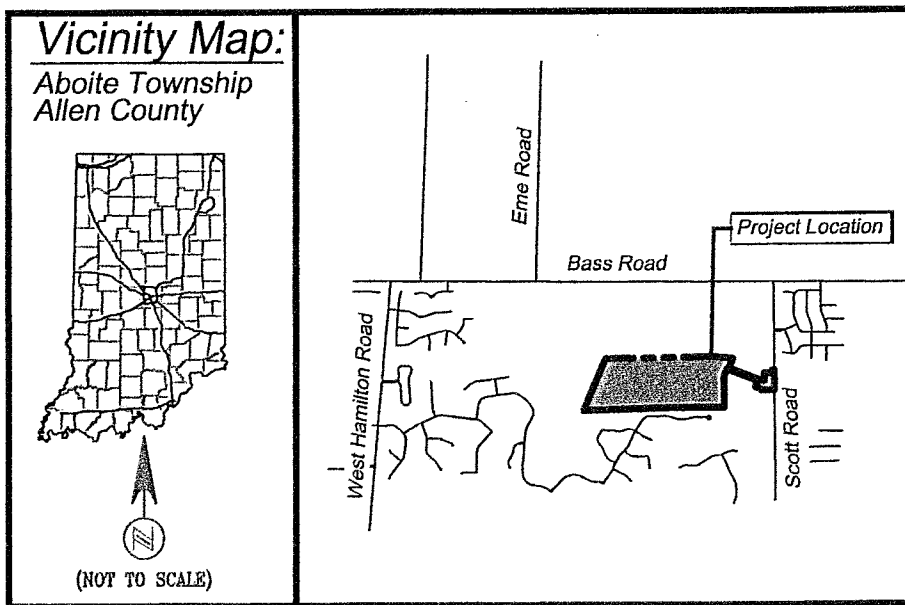 Vicinity Map:
Aboite Township
Allen County
(NOT TO SCALE)
Eme Road
Project Location
Bass Road
West Hamilton Road
Scott Road